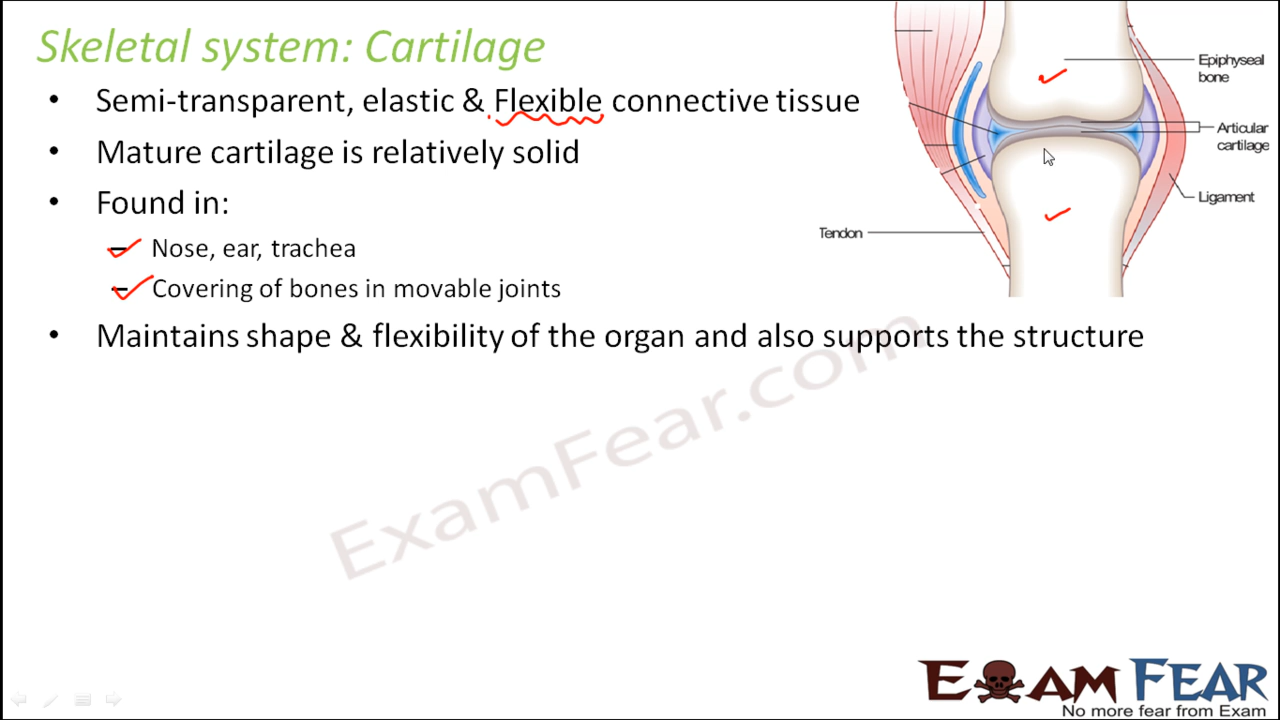 Skeletal system: Cartilage
• Semi-transparent, elastic & Flexible connective tissue
• Mature cartilage is relatively solid
• Found in:
– Nose, ear, trachea
– Covering of bones in movable joints
• Maintains shape & flexibility of the organ and also supports the structure
Epiphyseal
bone
Articular
cartilage
Ligament
Tendon
ExamFear.com
EXAM FEAR
No more fear from Exam